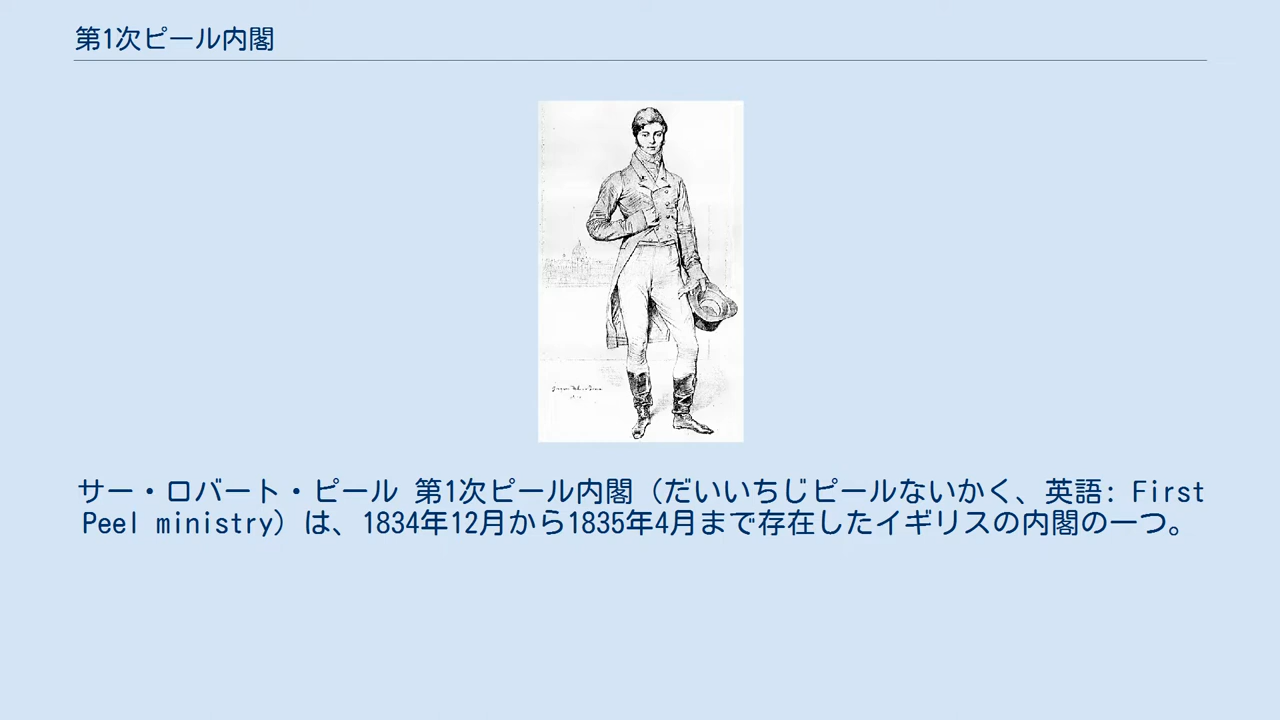 第1次ピール内閣
サー・ロバート・ピール 第1次ピール内閣（だいいちじピールないかく、英語: First
Peel ministry）は、1834年12月から1835年4月まで存在したイギリスの内閣の一つ。